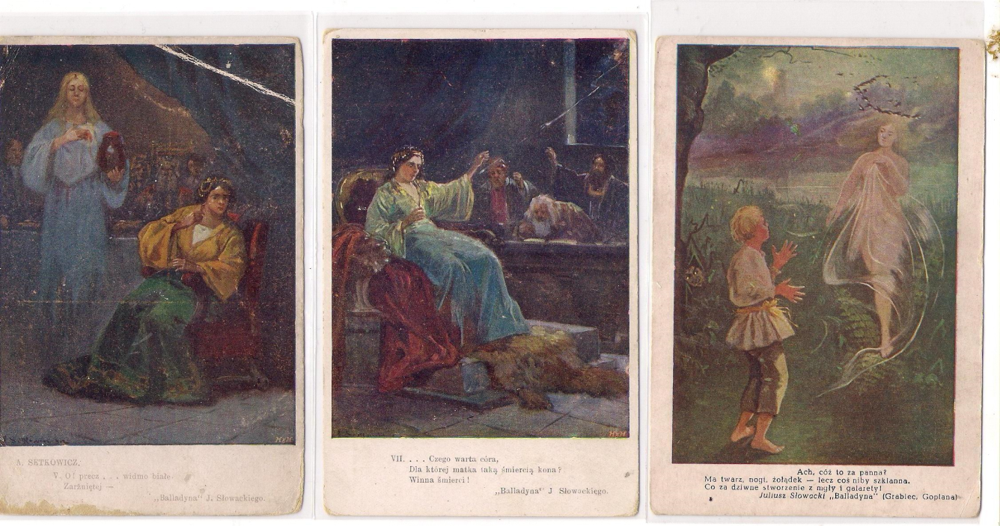 HxH
A. SETKOWICZ.
V. O! precz . . . widmo białe
Zarżniętej —
„Balladyna" J. Słowackiego.
HxH
VII. . . . Czego warta córa,
Dla której matka taką śmiercią kona?
Winna śmierci!
„Balladyna" J Słowackiego.
Ach, cóż to za panna?
Ma twarz, nogi, żołądek — lecz coś niby szklanna.
Co za dziwne stworzenie z mgły i galarety!
Juliusz Słowacki „Balladyna" (Grabiec, Goplana)